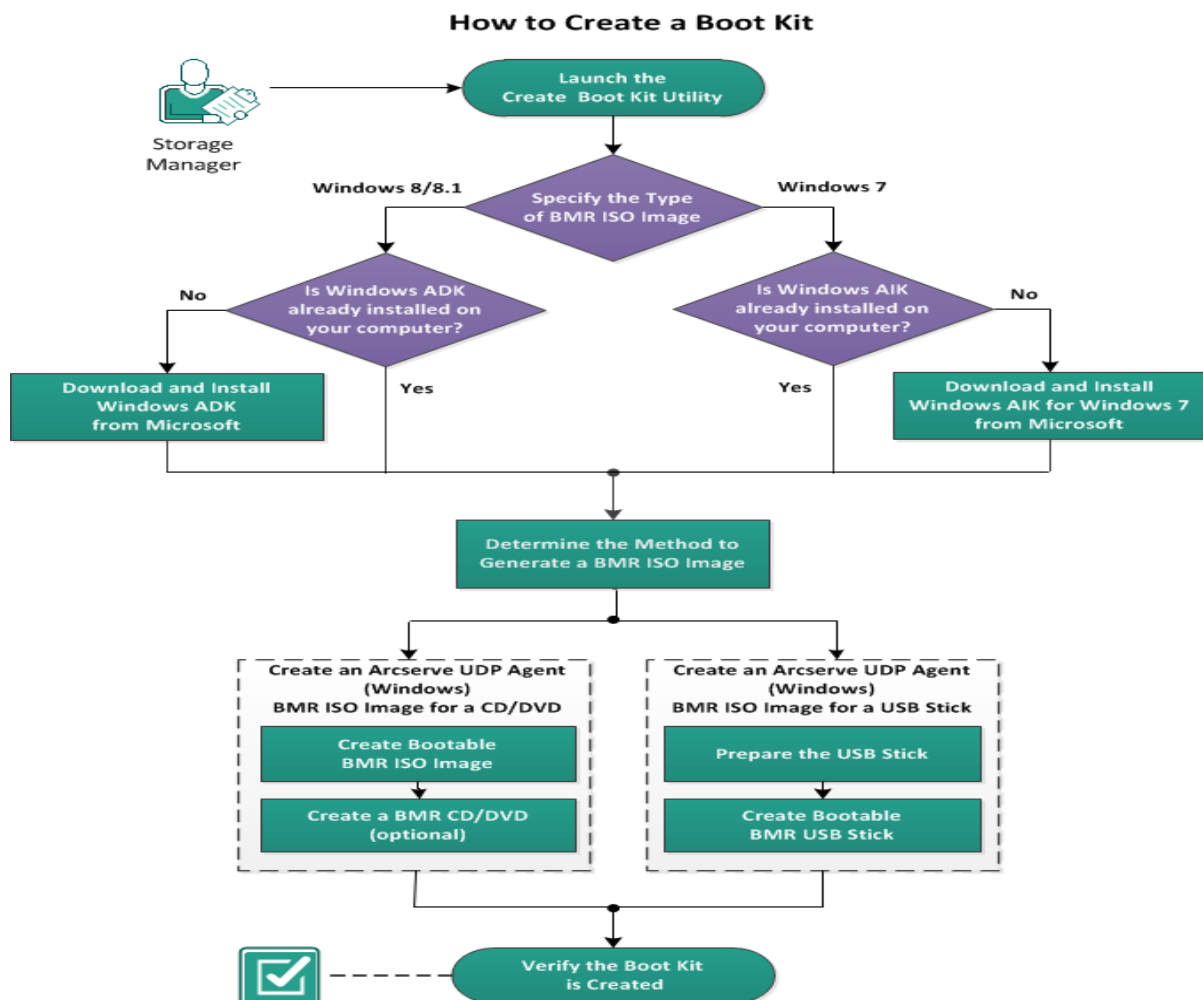 How to Create a Boot Kit
Launch the
Create Boot Kit Utility
Storage
Manager
Windows 8/8.1
Specify the Type
of BMR ISO Image
Windows 7
Is Windows ADK
already installed on
your computer?
Is Windows AIK
already installed on
your computer?
No
No
Download and Install
Windows ADK
from Microsoft
Yes
Yes
Download and Install
Windows AIK for Windows 7
from Microsoft
Determine the Method to
Generate a BMR ISO Image
Create an Arcserve UDP Agent
(Windows)
BMR ISO Image for a CD/DVD
Create Bootable
BMR ISO Image
Create a BMR CD/DVD
(optional)
Create an Arcserve UDP Agent
(Windows)
BMR ISO Image for a USB Stick
Prepare the USB Stick
Create Bootable
BMR USB Stick
Verify the Boot Kit
is Created